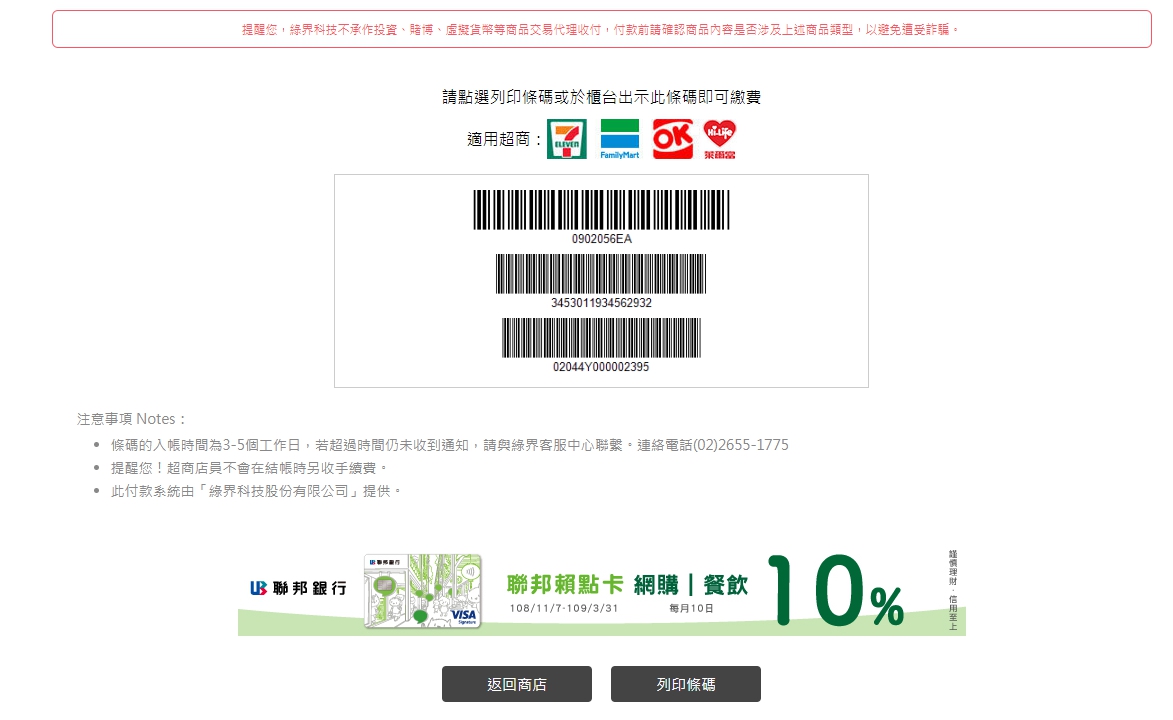 提醒您，綠界科技不承作投資、賭博、虛擬貨幣等商品交易代理收付，付款前請確認商品內容是否涉及上述商品類型，以避免遭受詐騙。
請點選列印條碼或於櫃台出示此條碼即可繳費
適用超商：
ELEVEN
FamilyMart
OK
Hi-Life
萊爾富
0902056EA
3453011934562932
02044Y000002395
注意事項 Notes：
條碼的入帳時間為3-5個工作日，若超過時間仍未收到通知，請與綠界客服中心聯繫。連絡電話(02)2655-1775
提醒您！超商店員不會在結帳時另收手續費。
此付款系統由「綠界科技股份有限公司」提供。
聯邦銀行
聯邦銀行
VISA
Signature
聯邦賴點卡 網購｜餐飲 10%
108/11/7-109/3/31 每月10日
謹慎理財·信用至上
返回商店 列印條碼